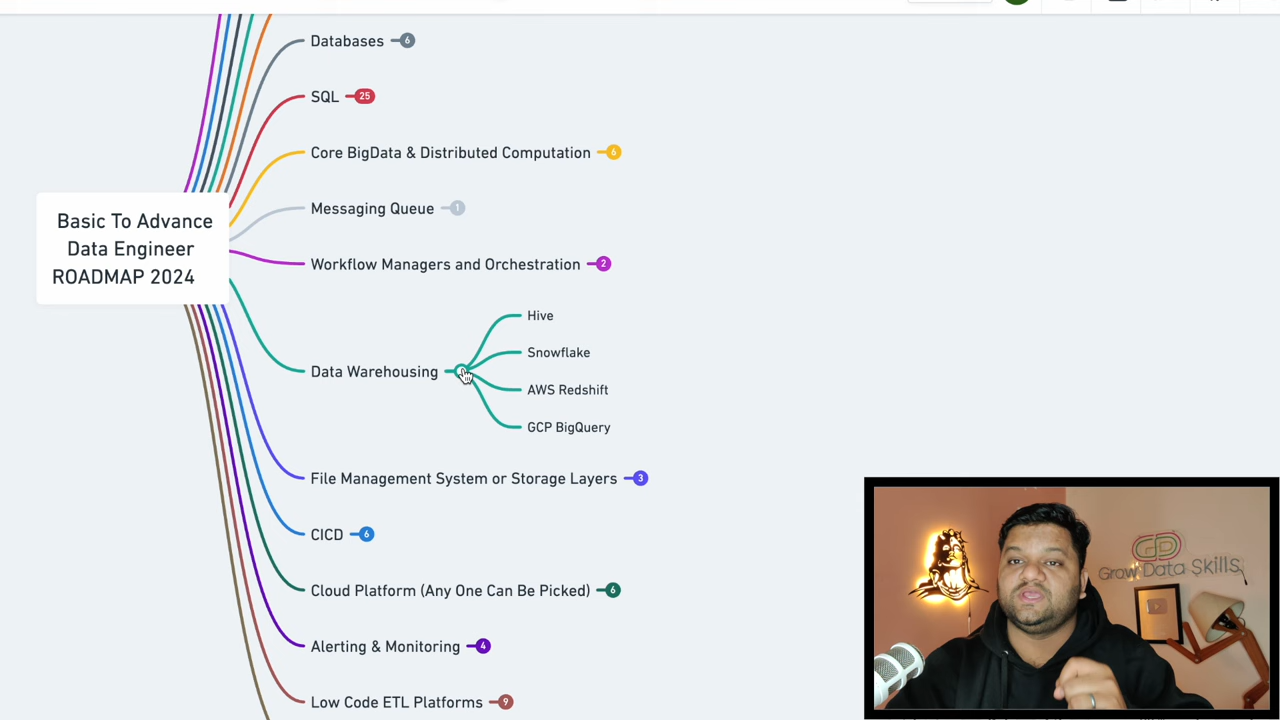 Databases 6
SQL 25
Core BigData & Distributed Computation 6
Messaging Queue 1
Basic To Advance
Data Engineer
ROADMAP 2024
Workflow Managers and Orchestration 2
Data Warehousing
Hive
Snowflake
AWS Redshift
GCP BigQuery
File Management System or Storage Layers 3
CICD 6
Cloud Platform (Any One Can Be Picked) 6
Alerting & Monitoring 4
Low Code ETL Platforms 9
GD
Grow Data Skills